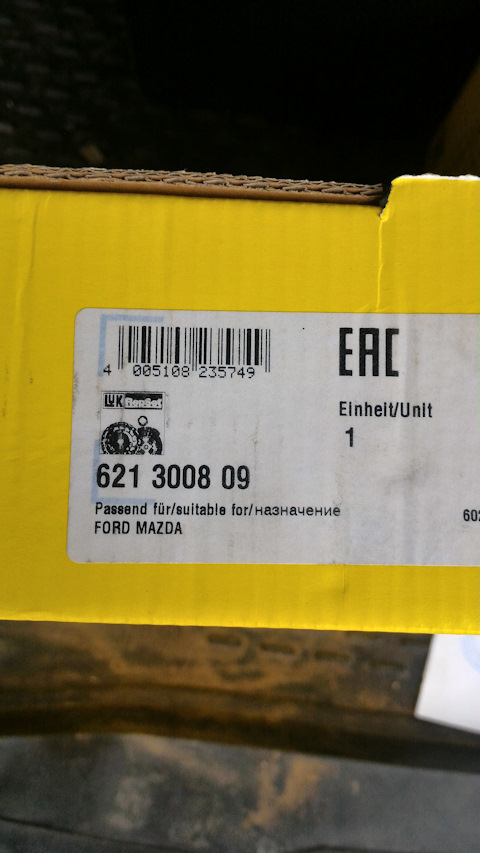 4 005108 235749
EAC
Einheit/Unit
1
LUK RepSet
621 3008 09
Passend für/suitable for/назначение
FORD MAZDA
602